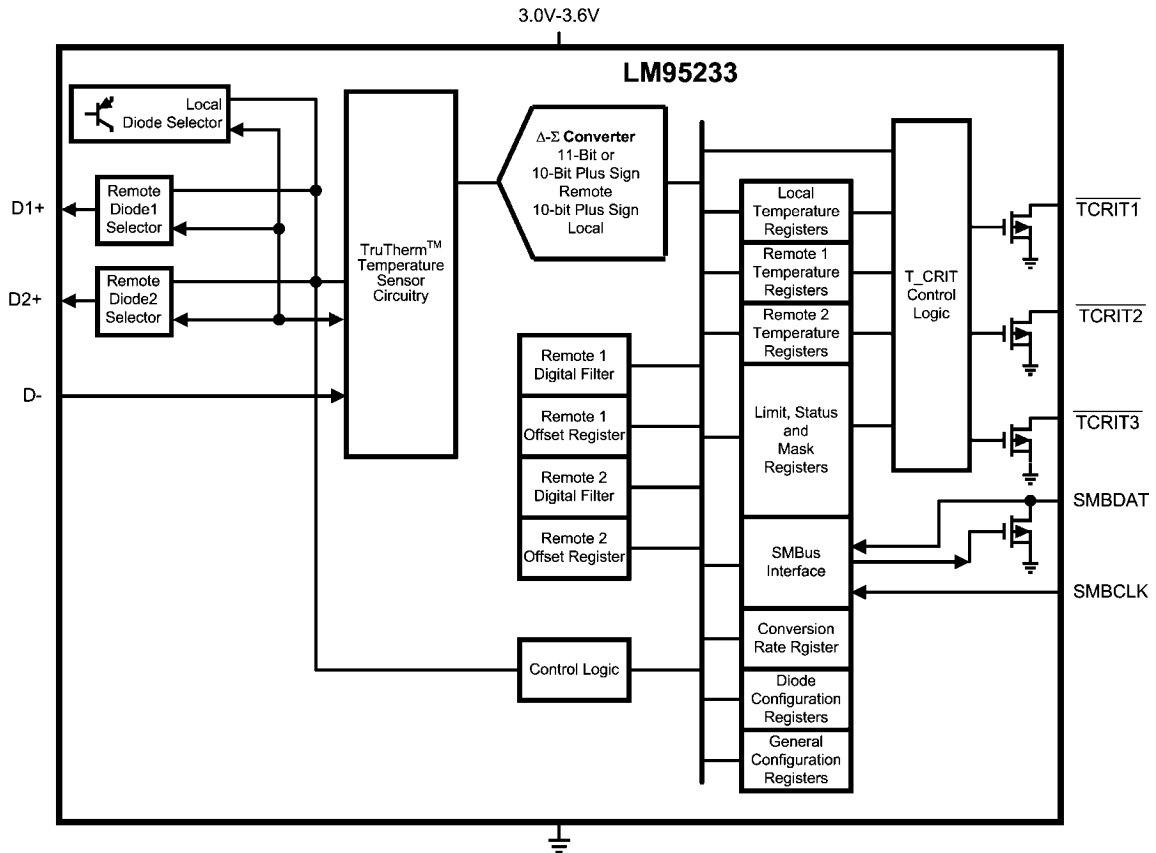 3.0V-3.6V
LM95233
Local
Diode Selector
D1+
Remote
Diode1
Selector
D2+
Remote
Diode2
Selector
D-
TruTherm™
Temperature
Sensor
Circuitry
Δ-Σ Converter
11-Bit or
10-Bit Plus Sign
Remote
10-bit Plus Sign
Local
Remote 1
Digital Filter
Remote 1
Offset Register
Remote 2
Digital Filter
Remote 2
Offset Register
Control Logic
Local
Temperature
Registers
Remote 1
Temperature
Registers
Remote 2
Temperature
Registers
Limit, Status
and
Mask
Registers
SMBus
Interface
Conversion
Rate Rgister
Diode
Configuration
Registers
General
Configuration
Registers
T_CRIT
Control
Logic
TCRIT1
TCRIT2
TCRIT3
SMBDAT
SMBCLK